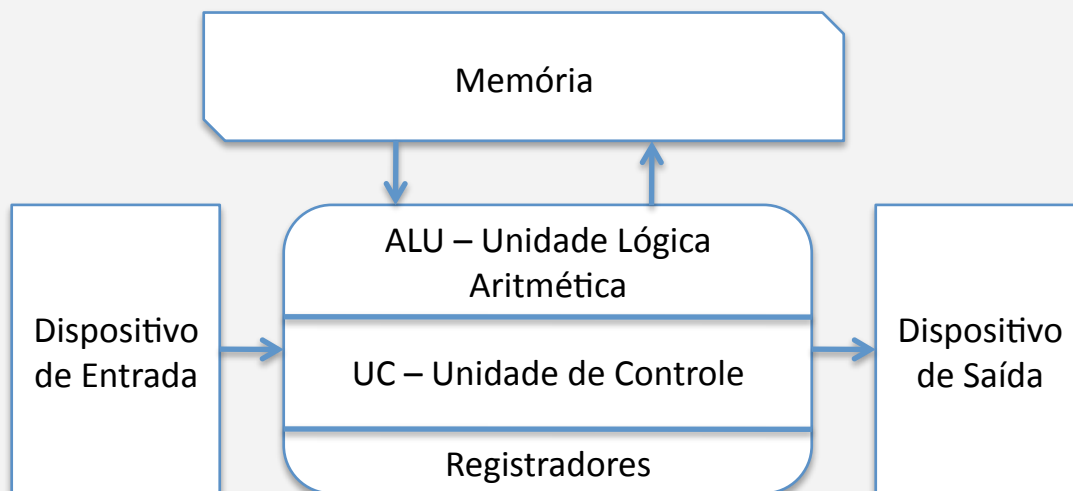 Memória
ALU – Unidade Lógica
Aritmética
Dispositivo
de Entrada
UC – Unidade de Controle
Dispositivo
de Saída
Registradores